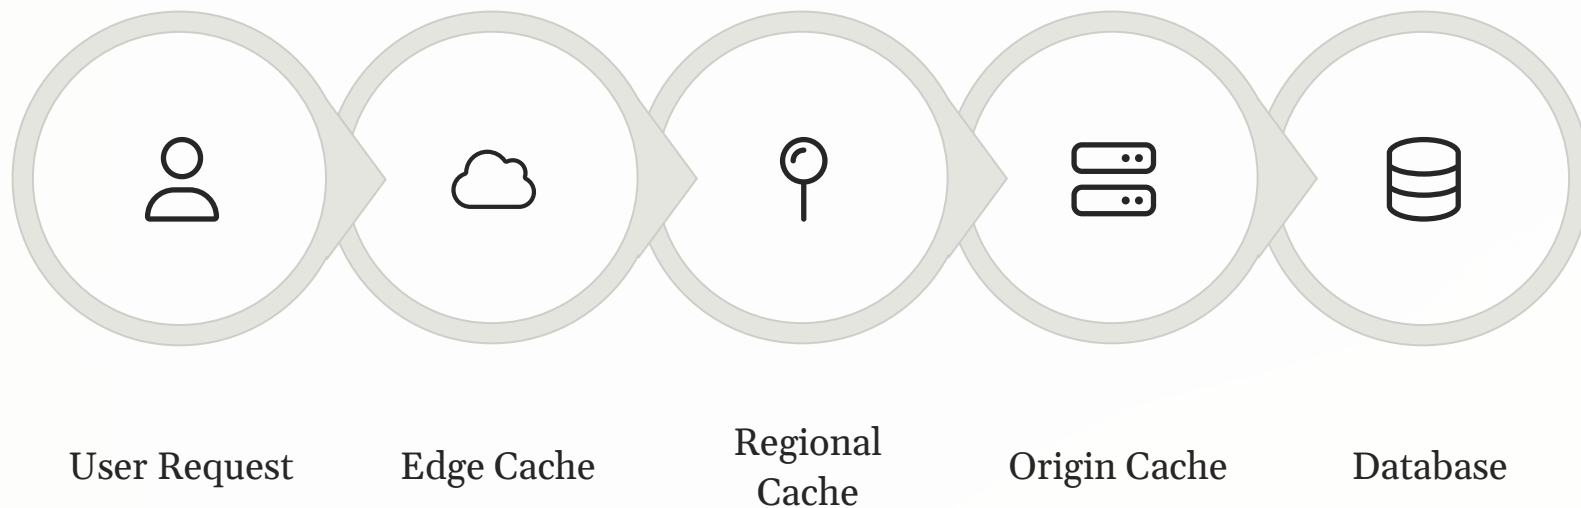 User Request
Edge Cache
Regional
Cache
Origin Cache
Database